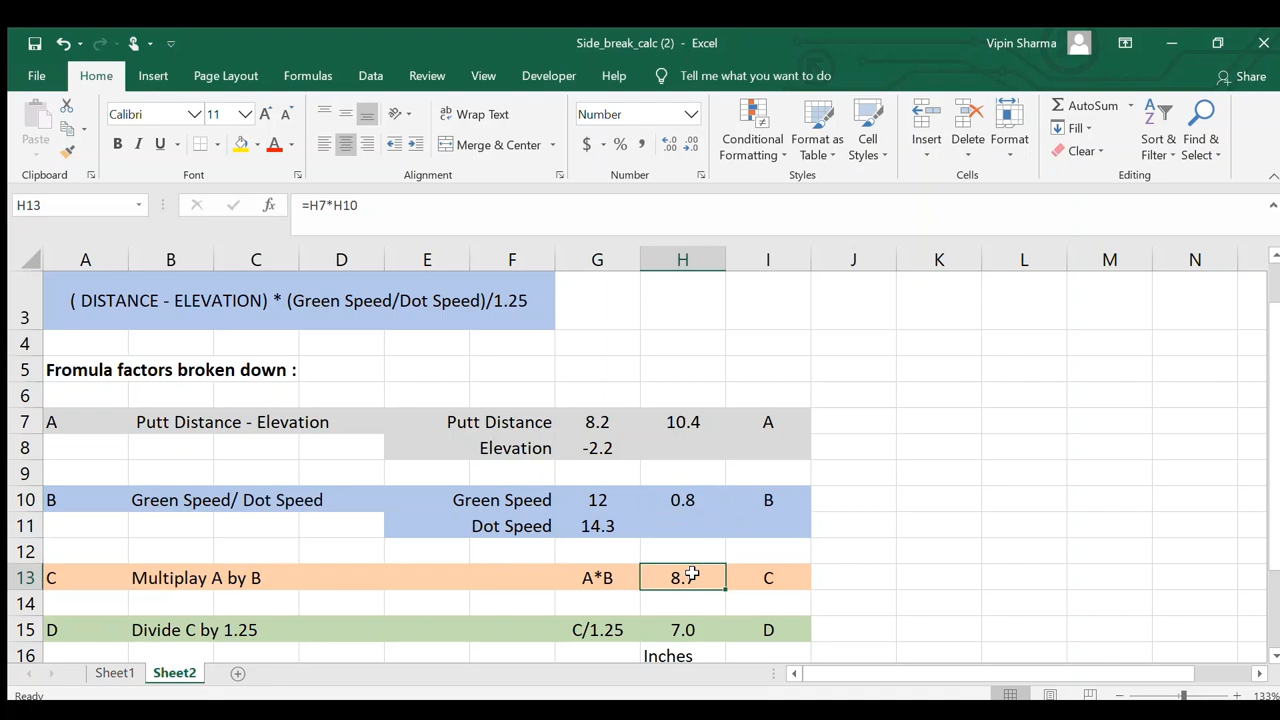 Side_break_calc (2) - Excel
Vipin Sharma
File Home Insert Page Layout Formulas Data Review View Developer Help Tell me what you want to do Share
Calibri 11 A A ab Wrap Text Number AutoSum
Paste Conditional Format as Cell Insert Delete Format Fill Sort & Find &
B I U A Merge & Center $ % , Formatting Table Styles Clear Filter Select
Clipboard Font Alignment Number Styles Cells Editing
H13 fx =H7*H10
A B C D E F G H I J K L M N
3 ( DISTANCE - ELEVATION) * (Green Speed/Dot Speed)/1.25
4
5 Fromula factors broken down :
6
7 A Putt Distance - Elevation Putt Distance 8.2 10.4 A
8 Elevation -2.2
9
10 B Green Speed/ Dot Speed Green Speed 12 0.8 B
11 Dot Speed 14.3
12
13 C Multiplay A by B A*B C
14
15 D Divide C by 1.25 C/1.25 7.0 D
16 Inches
Sheet1 Sheet2
Ready 133%